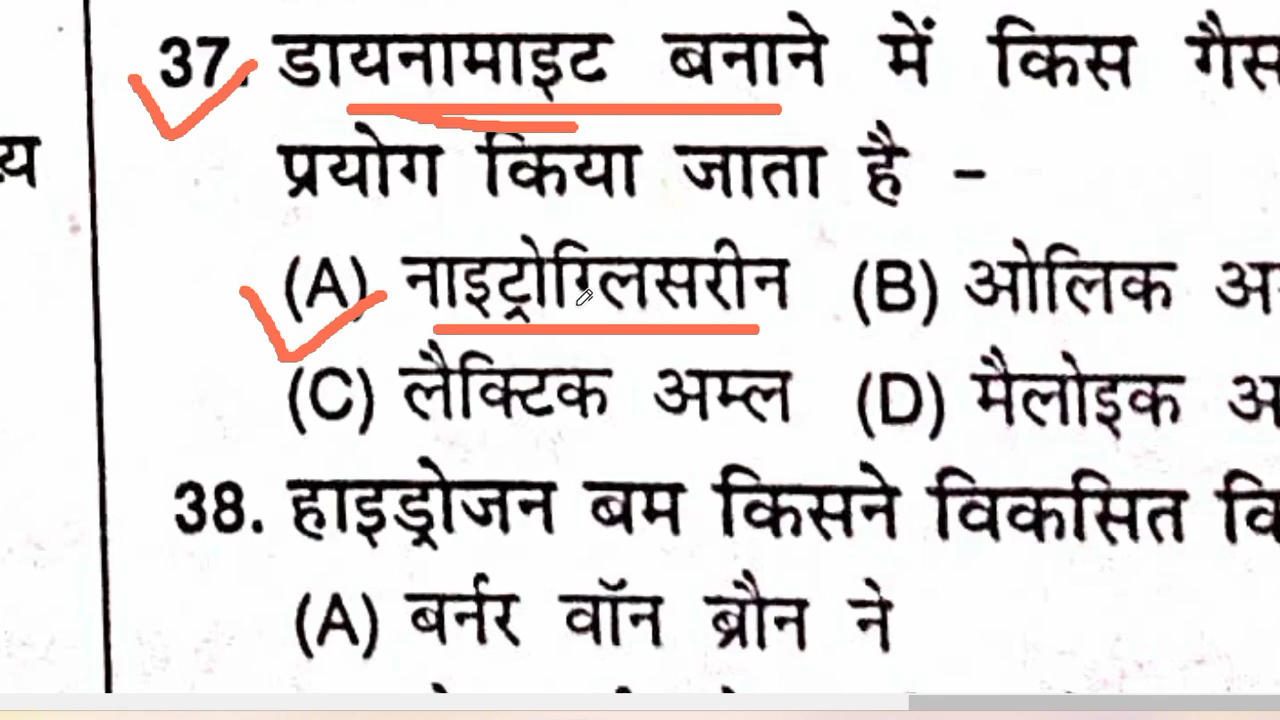 37. डायनामाइट बनाने में किस गैस
प्रयोग किया जाता है -
(A) नाइट्रोग्लिसरीन (B) ओलिक
(C) लैक्टिक अम्ल (D) मैलोइक
38. हाइड्रोजन बम किसने विकसित
(A) बर्नर वॉन ब्रौन ने